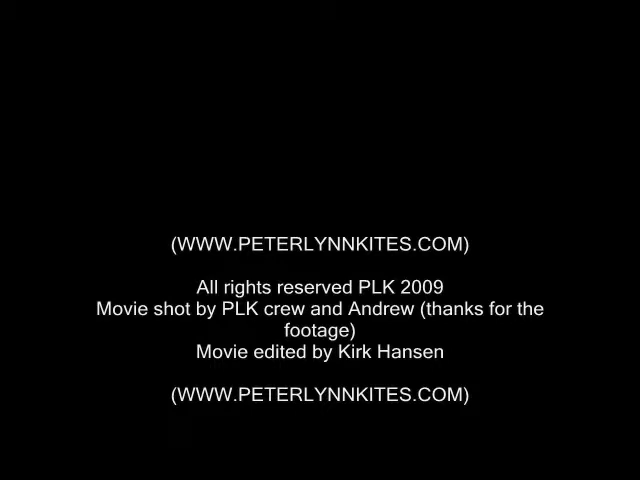 (WWW.PETERLYNNKITES.COM)
All rights reserved PLK 2009
Movie shot by PLK crew and Andrew (thanks for the
footage)
Movie edited by Kirk Hansen
(WWW.PETERLYNNKITES.COM)